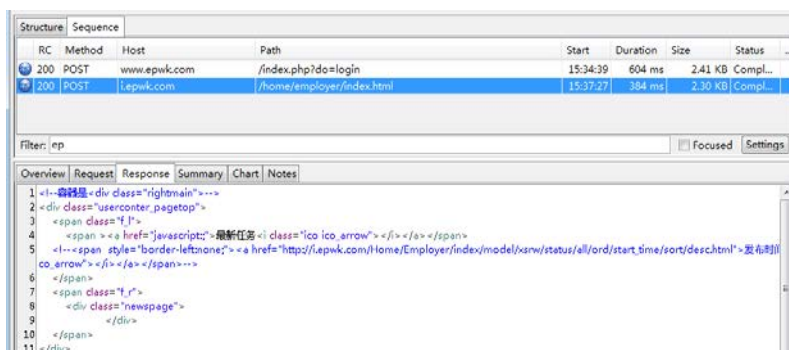 Structure Sequence
RC Method Host Path Start Duration Size Status ...
200 POST www.epwk.com /index.php?do=login 15:34:39 604 ms 2.41 KB Compl...
200 POST i.epwk.com /home/employer/index.html 15:37:27 384 ms 2.30 KB Compl...
Filter: ep Focused Settings
Overview Request Response Summary Chart Notes
1 <!--容器是<div class="rightmain">-->
2 <div class="userconter_pagetop">
3 <span class="f_l">
4 <span ><a href="javascript:;">最新任务<i class="ico ico_arrow"></i></a></span>
5 <!--<span style="border-left:none;"><a href="http://i.epwk.com/Home/Employer/index/model/xsrw/status/all/ord/start_time/sort/desc.html">发布时间
co_arrow"></i></a></span>-->
6 </span>
7 <span class="f_r">
8 <div class="newspage">
9 </div>
10 </span>
11 </div>